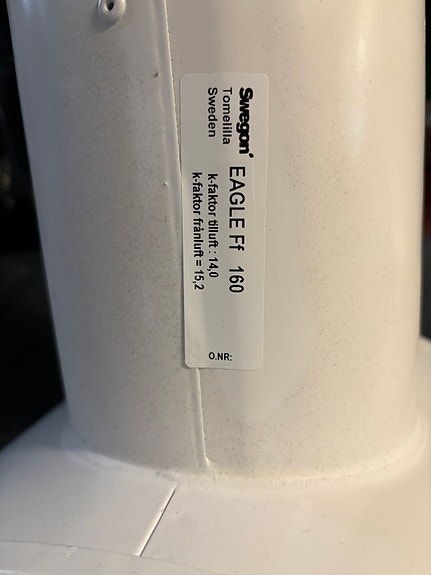 Swegon®
Tomelilla
Sweden
EAGLE Ff 160
k-faktor tilluft : 14,0
k-faktor frånluft = 15,2
O.NR: